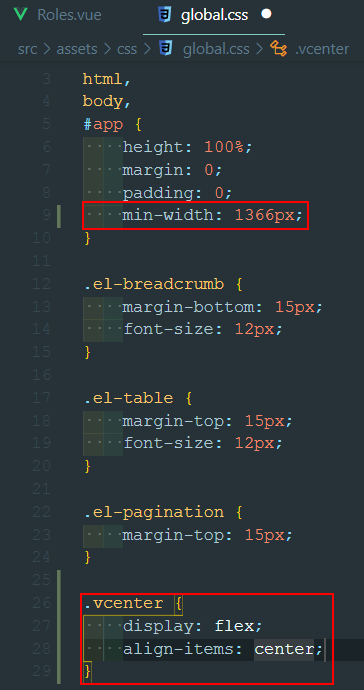 Roles.vue
global.css
src > assets > css > global.css > .vcenter
3 html,
4 body,
5 #app {
6 height: 100%;
7 margin: 0;
8 padding: 0;
9 min-width: 1366px;
10 }
11
12 .el-breadcrumb {
13 margin-bottom: 15px;
14 font-size: 12px;
15 }
16
17 .el-table {
18 margin-top: 15px;
19 font-size: 12px;
20 }
21
22 .el-pagination {
23 margin-top: 15px;
24 }
25
26 .vcenter {
27 display: flex;
28 align-items: center;
29 }